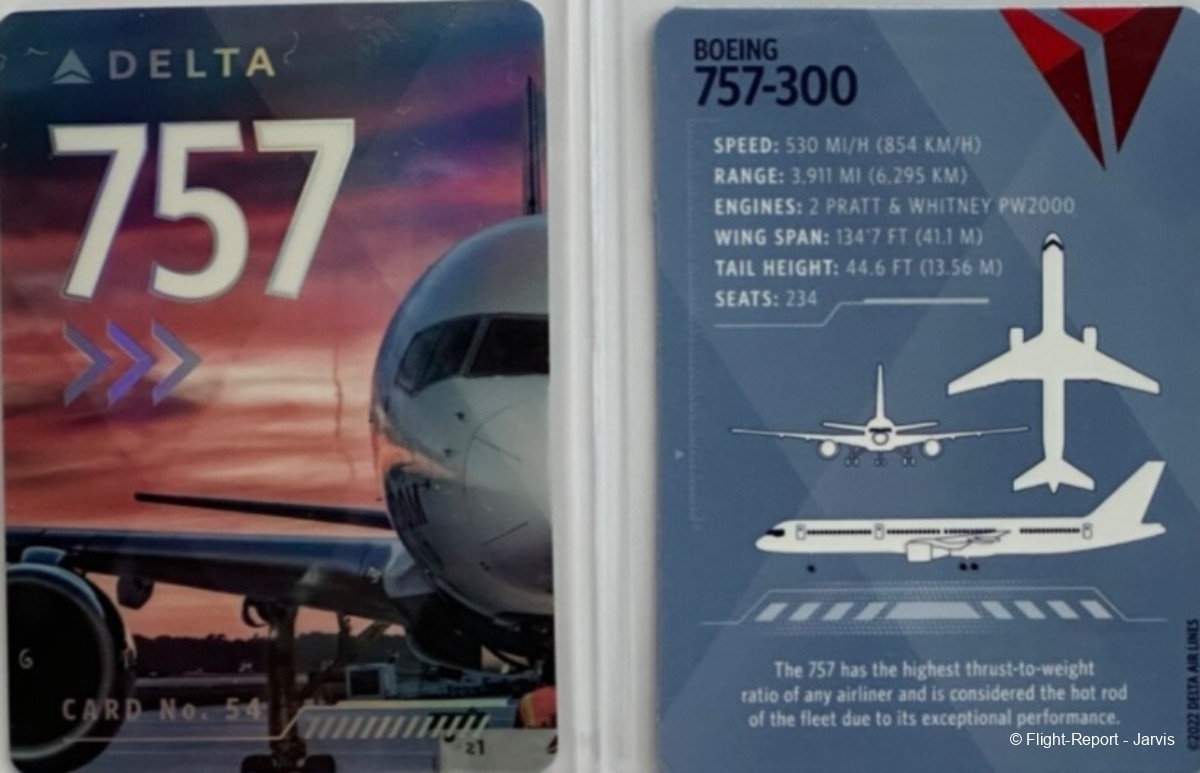 DELTA
757
CARD No. 54
21
G
BOEING
757-300
SPEED: 530 MI/H (854 KM/H)
RANGE: 3,911 MI (6,295 KM)
ENGINES: 2 PRATT & WHITNEY PW2000
WING SPAN: 134'7 FT (41.1 M)
TAIL HEIGHT: 44.6 FT (13.56 M)
SEATS: 234
The 757 has the highest thrust-to-weight
ratio of any airliner and is considered the hot rod
of the fleet due to its exceptional performance.
©2022 DELTA AIR LINES
© Flight-Report - Jarvis